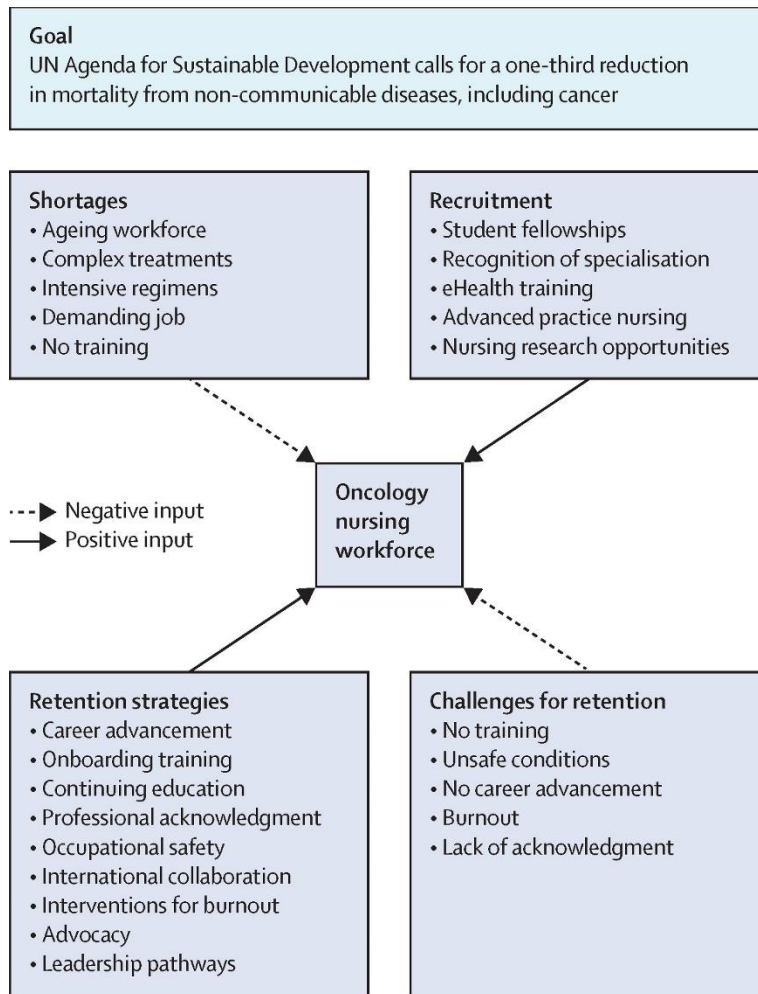 Goal
UN Agenda for Sustainable Development calls for a one-third reduction
in mortality from non-communicable diseases, including cancer
Shortages
• Ageing workforce
• Complex treatments
• Intensive regimens
• Demanding job
• No training
Recruitment
• Student fellowships
• Recognition of specialisation
• eHealth training
• Advanced practice nursing
• Nursing research opportunities
Negative input
Positive input
Oncology
nursing
workforce
Retention strategies
• Career advancement
• Onboarding training
• Continuing education
• Professional acknowledgment
• Occupational safety
• International collaboration
• Interventions for burnout
• Advocacy
• Leadership pathways
Challenges for retention
• No training
• Unsafe conditions
• No career advancement
• Burnout
• Lack of acknowledgment